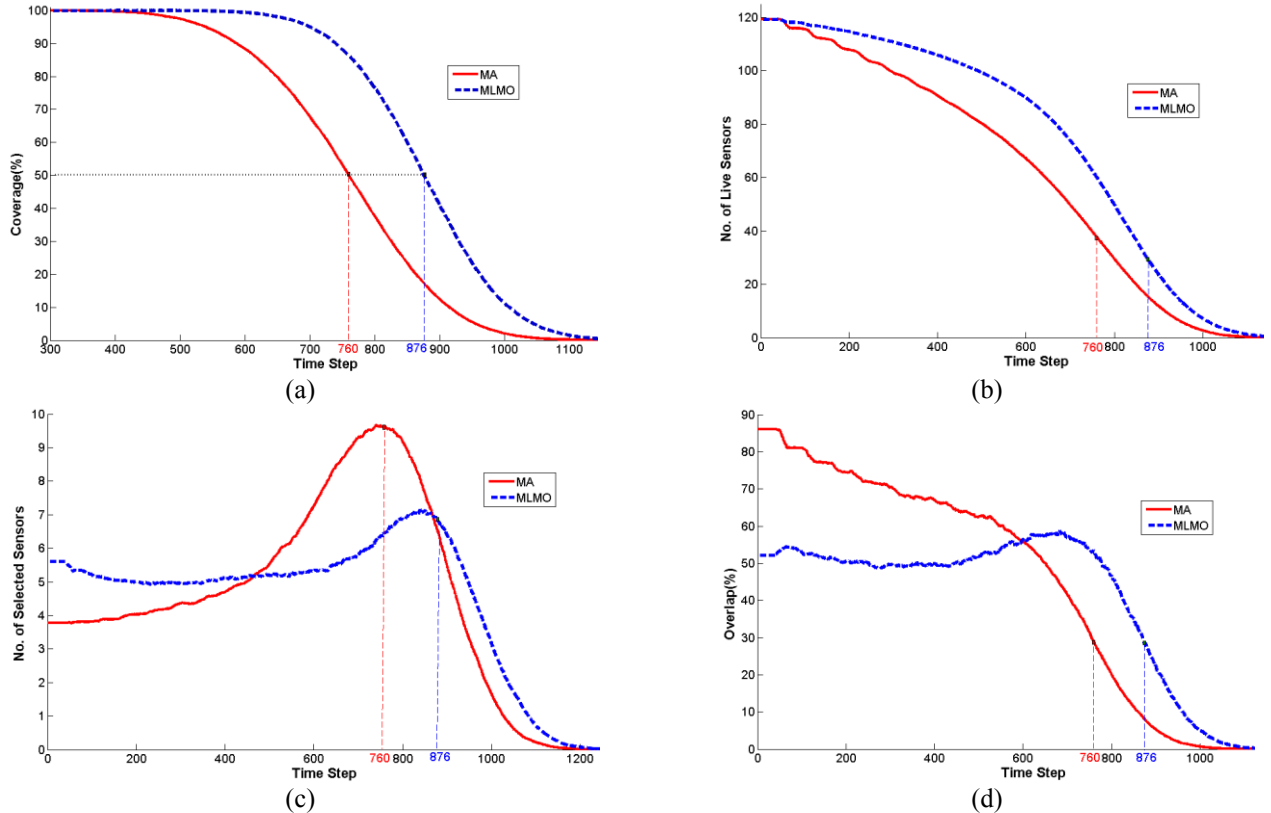 Coverage(%)
100
90
80
70
60
50
40
30
20
10
0
MA
MLMO
300 400 500 600 700 760 800 876 900 1000 1100
Time Step
(a)
No. of Live Sensors
120
100
80
60
40
20
0
MA
MLMO
0 200 400 600 760 800 876 1000
Time Step
(b)
No. of Selected Sensors
10
9
8
7
6
5
4
3
2
1
0
MA
MLMO
0 200 400 600 760 800 876 1000 1200
Time Step
(c)
Overlap(%)
90
80
70
60
50
40
30
20
10
0
MA
MLMO
0 200 400 600 760 800 876 1000
Time Step
(d)